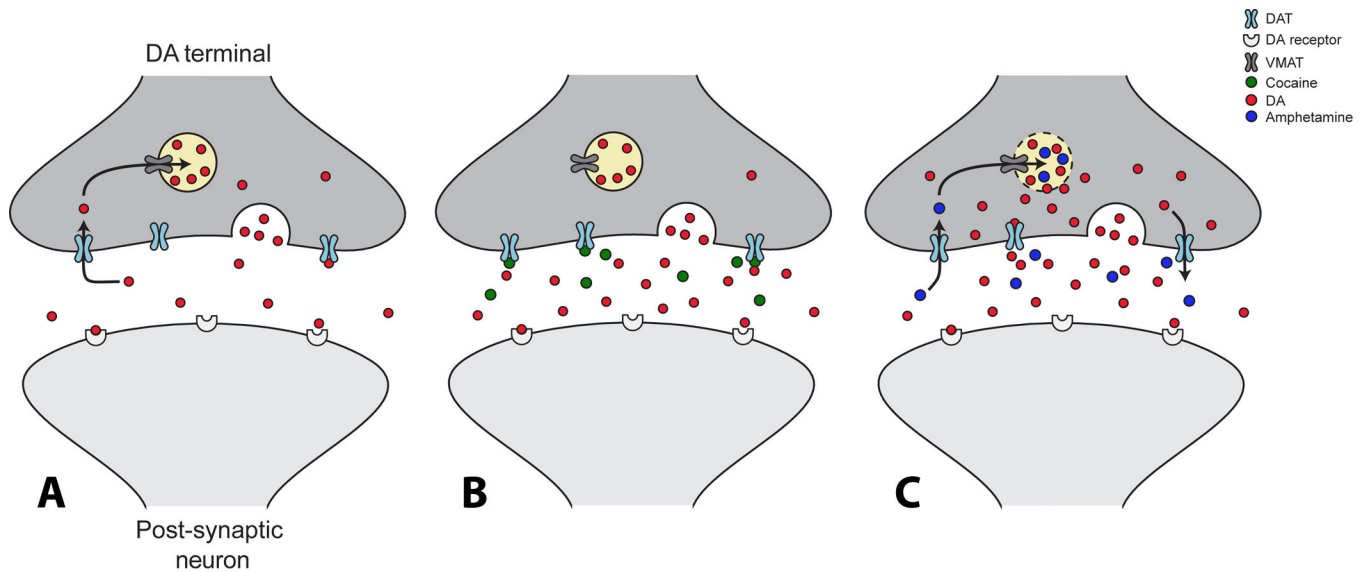 DA terminal
DAT
DA receptor
VMAT
Cocaine
DA
Amphetamine
A
B
C
Post-synaptic
neuron